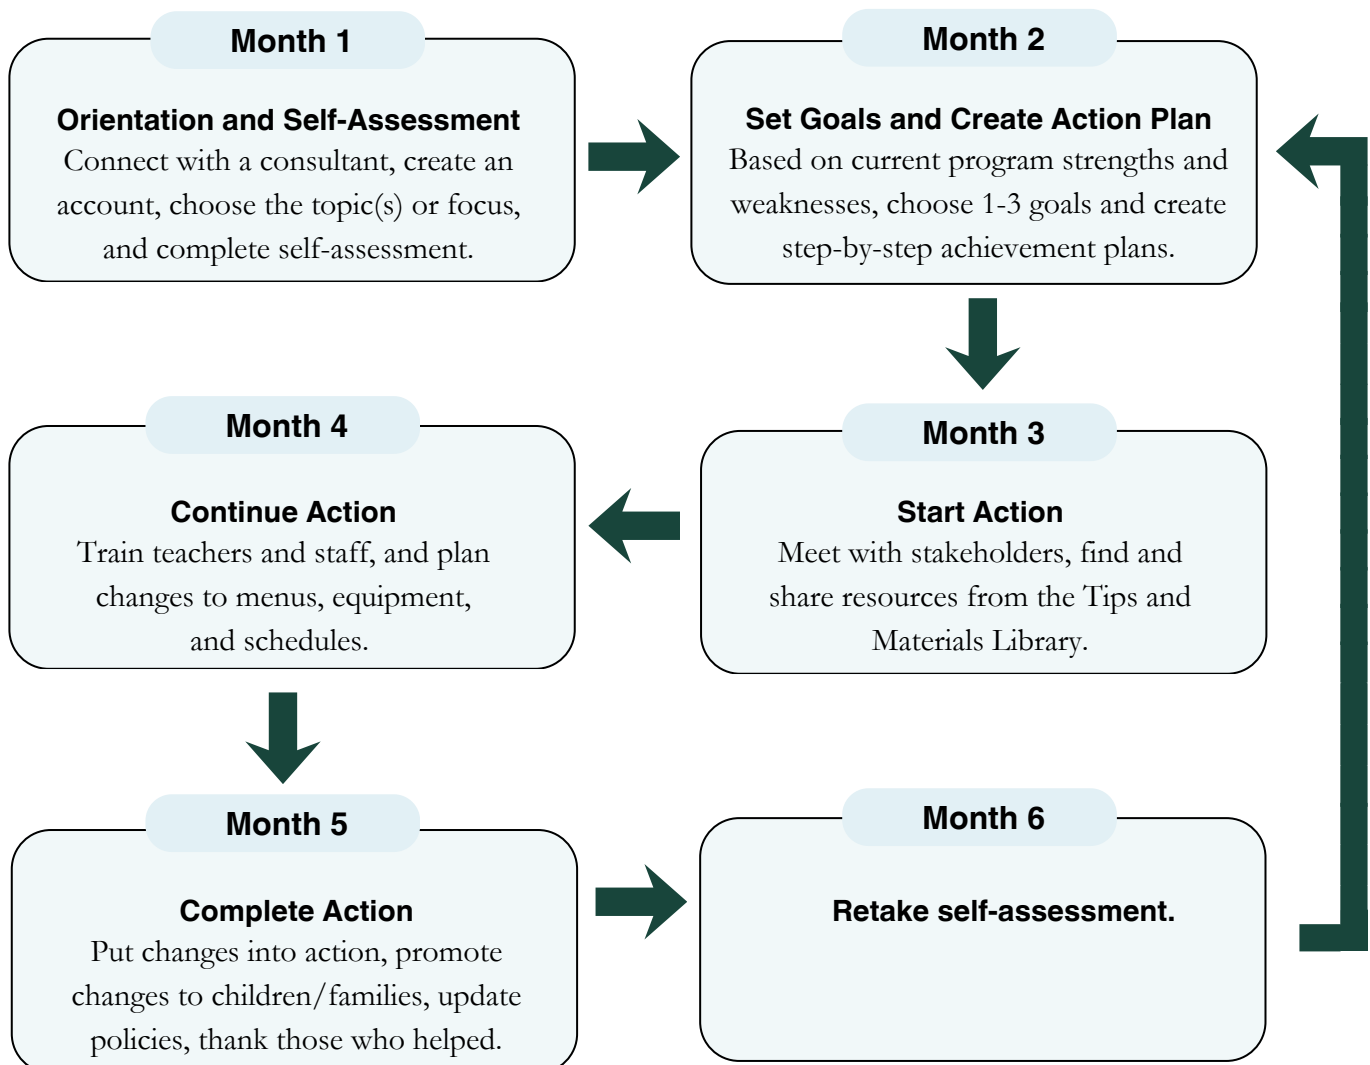 Month 1
Orientation and Self-Assessment
Connect with a consultant, create an
account, choose the topic(s) or focus,
and complete self-assessment.
Month 2
Set Goals and Create Action Plan
Based on current program strengths and
weaknesses, choose 1-3 goals and create
step-by-step achievement plans.
Month 3
Start Action
Meet with stakeholders, find and
share resources from the Tips and
Materials Library.
Month 4
Continue Action
Train teachers and staff, and plan
changes to menus, equipment,
and schedules.
Month 5
Complete Action
Put changes into action, promote
changes to children/families, update
policies, thank those who helped.
Month 6
Retake self-assessment.